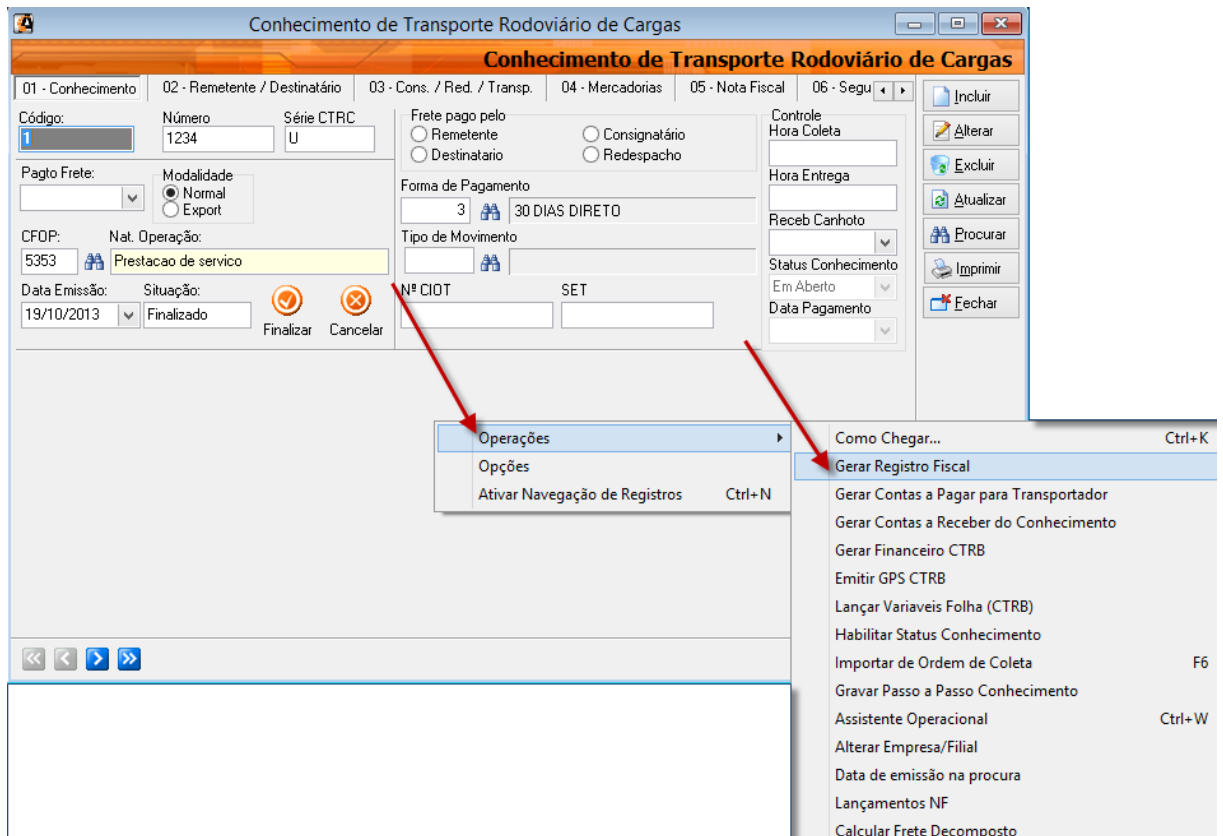 Conhecimento de Transporte Rodoviário de Cargas
Conhecimento de Transporte Rodoviário de Cargas
01 - Conhecimento 02 - Remetente / Destinatário 03 - Cons. / Red. / Transp. 04 - Mercadorias 05 - Nota Fiscal 06 - Segu
Código: Número Série CTRC
1 1234 U
Pagto Frete: Modalidade
Normal
Export
CFOP: Nat. Operação:
5353 Prestacao de servico
Data Emissão: Situação:
19/10/2013 Finalizado Finalizar Cancelar
Frete pago pelo
Remetente Consignatário
Destinatario Redespacho
Forma de Pagamento
3 30 DIAS DIRETO
Tipo de Movimento
Nº CIOT SET
Controle
Hora Coleta
Hora Entrega
Receb Canhoto
Status Conhecimento
Em Aberto
Data Pagamento
Incluir
Alterar
Excluir
Atualizar
Procurar
Imprimir
Fechar
Operações
Opções
Ativar Navegação de Registros Ctrl+N
Como Chegar... Ctrl+K
Gerar Registro Fiscal
Gerar Contas a Pagar para Transportador
Gerar Contas a Receber do Conhecimento
Gerar Financeiro CTRB
Emitir GPS CTRB
Lançar Variaveis Folha (CTRB)
Habilitar Status Conhecimento
Importar de Ordem de Coleta F6
Gravar Passo a Passo Conhecimento
Assistente Operacional Ctrl+W
Alterar Empresa/Filial
Data de emissão na procura
Lançamentos NF
Calcular Frete Decomposto